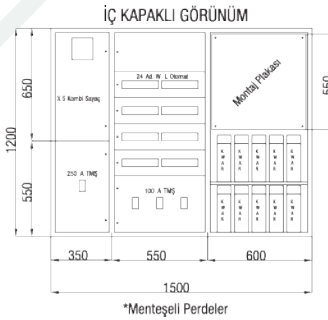 İÇ KAPAKLI GÖRÜNÜM
650
1200
550
X 5 Kombi Sayaç
250 A TMŞ
24 Ad. W L Otomat
100 A TMŞ
Montaj Plakası
550
K W A R
K W A R
K W A R
K W A R
K W A R
K W A R
K W A R
K W A R
K W A R
K W A R
350
550
600
1500
*Menteşeli Perdeler